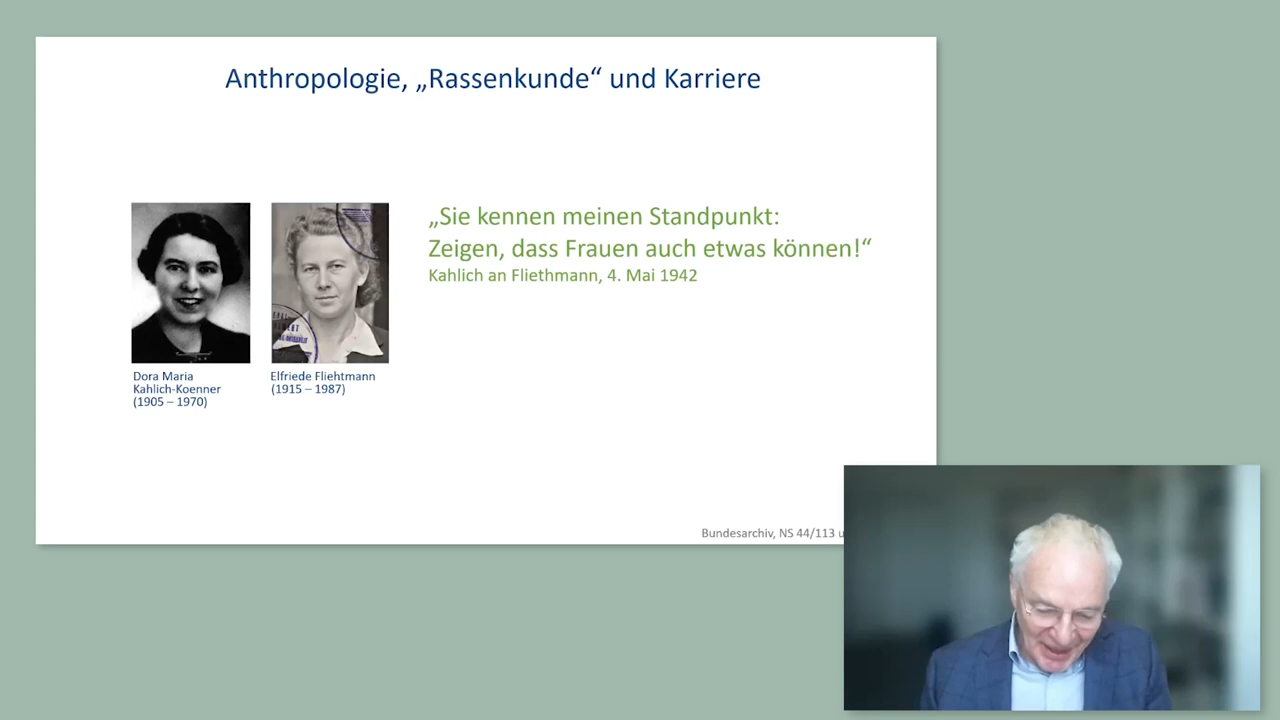 Anthropologie, „Rassenkunde“ und Karriere
„Sie kennen meinen Standpunkt:
Zeigen, dass Frauen auch etwas können!“
Kahlich an Fliethmann, 4. Mai 1942
Dora Maria
Kahlich-Koenner
(1905 – 1970)
Elfriede Fliehtmann
(1915 – 1987)
Bundesarchiv, NS 44/113 u